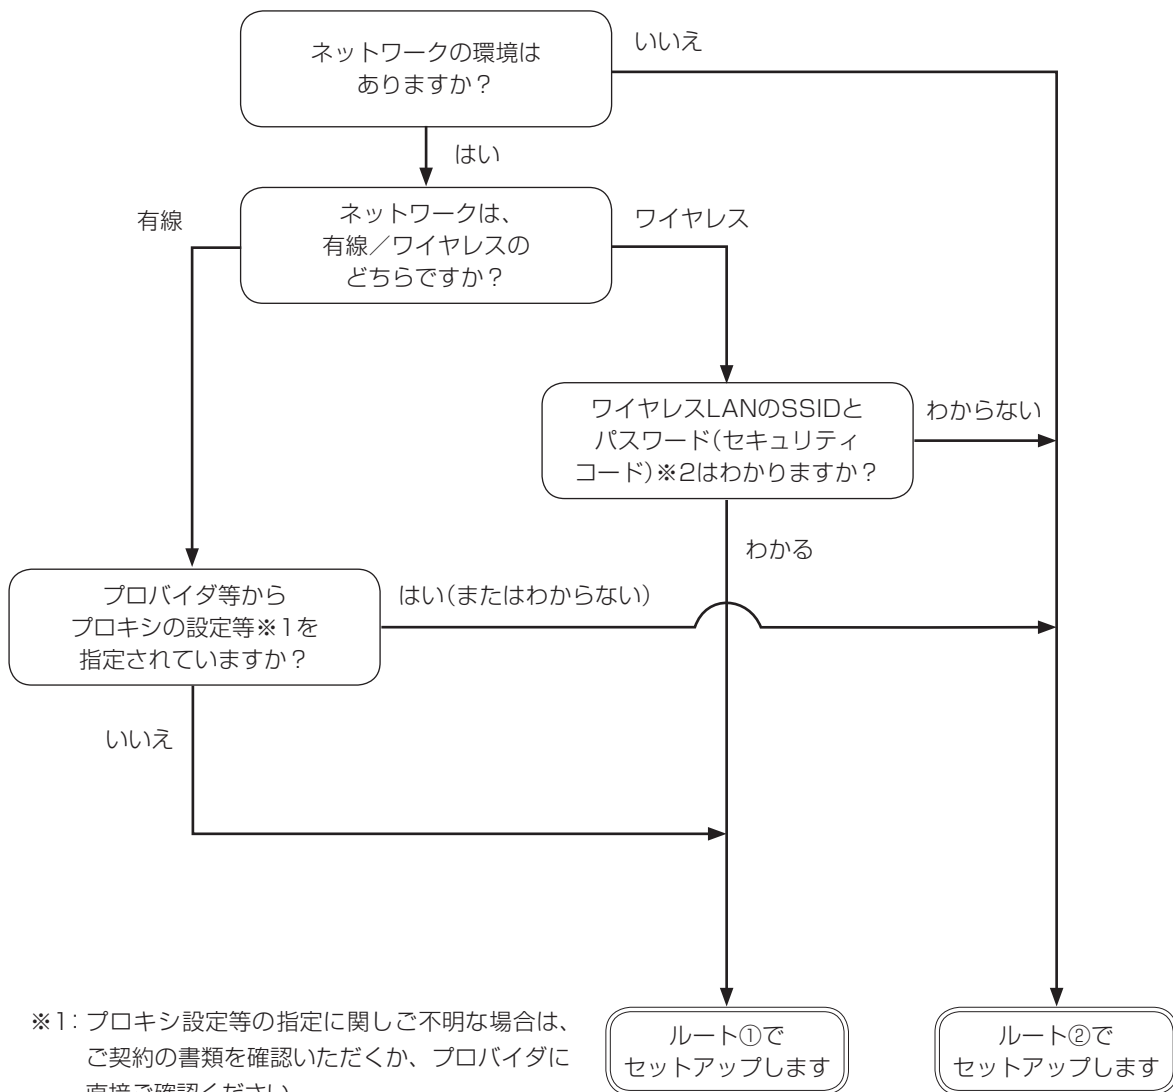 ネットワークの環境は
ありますか？
いいえ
はい
ネットワークは、
有線／ワイヤレスの
どちらですか？
有線
ワイヤレス
ワイヤレスLANのSSIDと
パスワード（セキュリティ
コード）※2はわかりますか？
わからない
わかる
プロバイダ等から
プロキシの設定等※1を
指定されていますか？
はい（またはわからない）
いいえ
※1：プロキシ設定等の指定に関しご不明な場合は、
ご契約の書類を確認いただくか、プロバイダに
直接ご確認ください
ルート①で
セットアップします
ルート②で
セットアップします